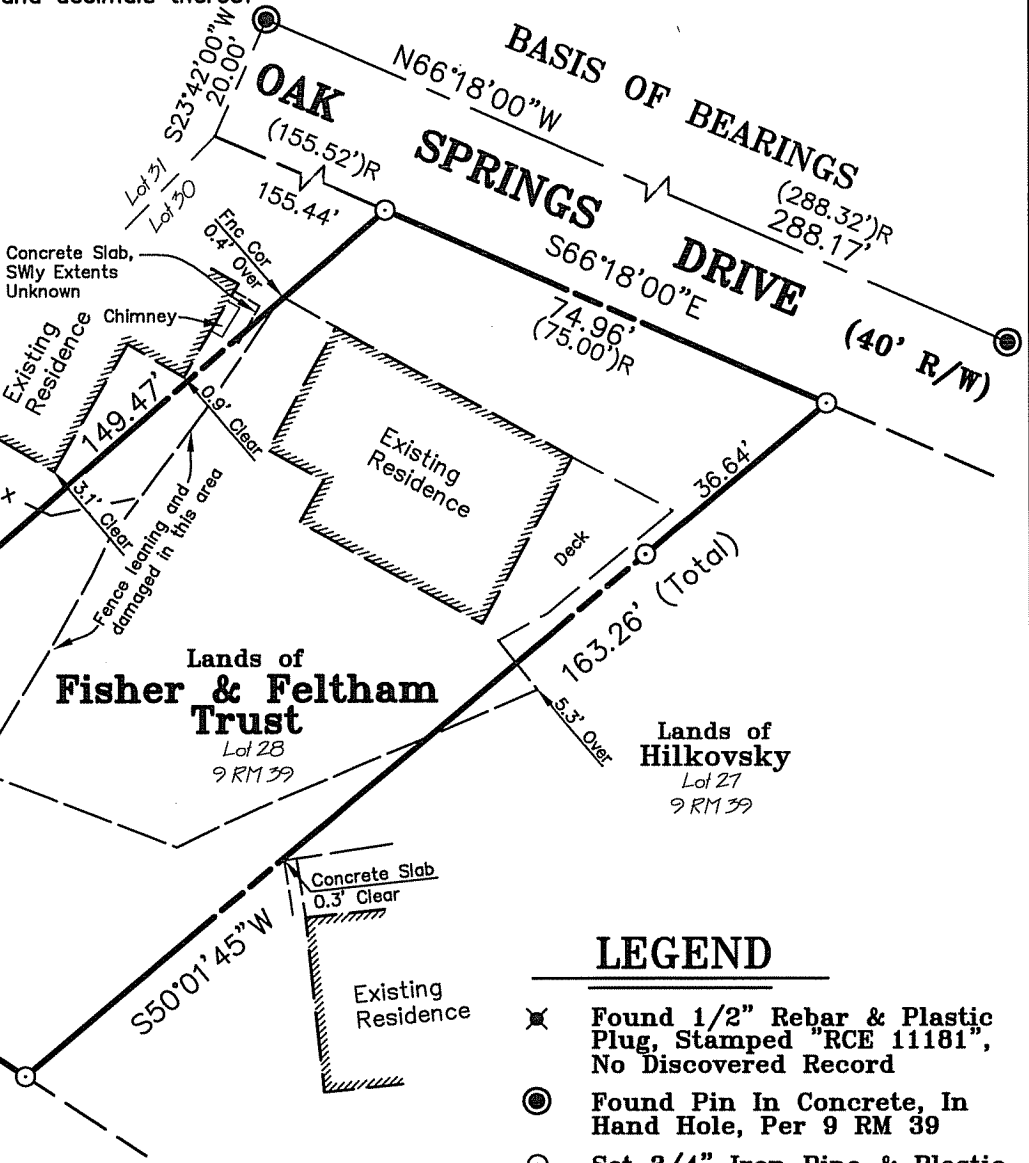 and decimals thereof
S23°42'00"W
20.00'
N66°18'00"W
BASIS OF BEARINGS
(288.32')R
288.17'
OAK SPRINGS DRIVE (40' R/W)
(155.52')R
155.44'
Lot 31
Lot 30
S66°18'00"E
74.96'
(75.00')R
Fnc Cor
0.4' Over
Concrete Slab,
SWly Extents
Unknown
Chimney
Existing
Residence
149.47'
0.9' Clear
3.1' Clear
x
Fence leaning and
damaged in this area
Existing
Residence
Deck
36.64'
163.26' (Total)
5.3' Over
Lands of
Fisher & Feltham
Trust
Lot 28
9 RM 39
Lands of
Hilkovsky
Lot 27
9 RM 39
Concrete Slab
0.3' Clear
S50°01'45"W
Existing
Residence
LEGEND
Found 1/2" Rebar & Plastic
Plug, Stamped "RCE 11181",
No Discovered Record
Found Pin In Concrete, In
Hand Hole, Per 9 RM 39
Set 3/4" Iron Pipe & Plastic